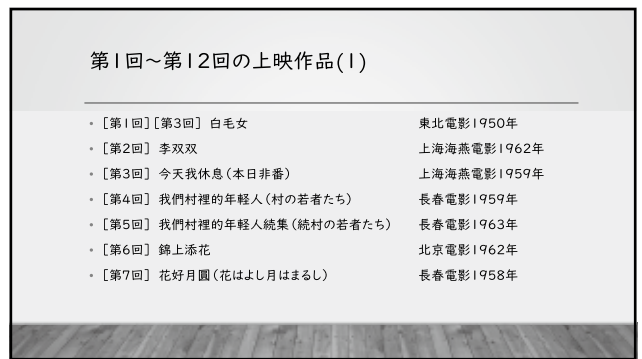 第1回～第12回の上映作品(1)
• [第1回][第3回] 白毛女 東北電影1950年
• [第2回] 李双双 上海海燕電影1962年
• [第3回] 今天我休息(本日非番) 上海海燕電影1959年
• [第4回] 我們村裡的年軽人(村の若者たち) 長春電影1959年
• [第5回] 我們村裡的年軽人続集(続村の若者たち) 長春電影1963年
• [第6回] 錦上添花 北京電影1962年
• [第7回] 花好月圓(花はよし月はまるし) 長春電影1958年